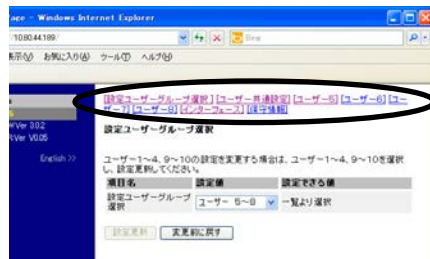 age - Windows Internet Explorer
10.80.44.189/
Bing
表示(V) お気に入り(A) ツール(T) ヘルプ(H)
[設定ユーザーグループ選択] [ユーザー共通設定] [ユーザー5] [ユーザー6] [ユー
ザー7] [ユーザー8] [インターフェース] [保守情報]
Ver 3.0.2
Ver V0.05
設定ユーザーグループ選択
English >>
ユーザー1～4、9～10の設定を変更する場合は、ユーザー1～4、9～10を選択
し、設定更新してください。
項目名 設定値 設定できる値
設定ユーザーグループ
選択 ユーザー 5～8 一覧より選択
設定更新 変更前に戻す